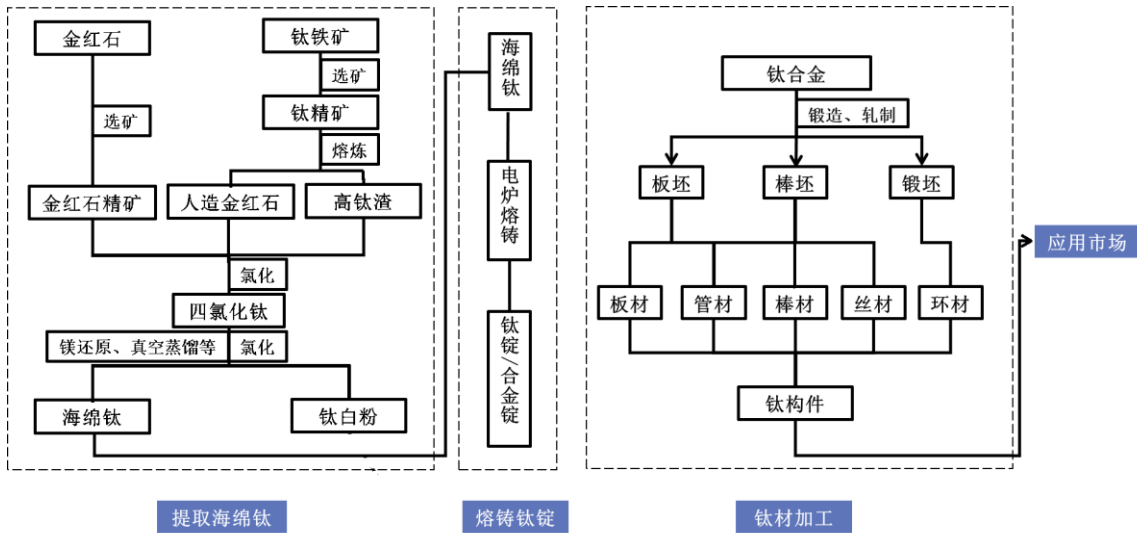 金红石
钛铁矿
选矿
钛精矿
选矿
熔炼
金红石精矿
人造金红石
高钛渣
氯化
四氯化钛
镁还原、真空蒸馏等
氯化
海绵钛
钛白粉
提取海绵钛
海绵钛
电炉熔铸
钛锭/合金锭
熔铸钛锭
钛合金
锻造、轧制
板坯
棒坯
锻坯
板材
管材
棒材
丝材
环材
钛构件
钛材加工
应用市场